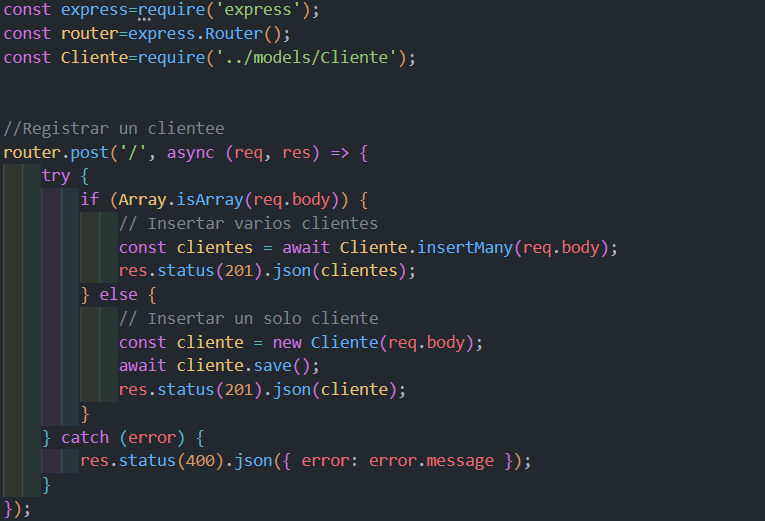 const express=require('express');
const router=express.Router();
const Cliente=require('../models/Cliente');
//Registrar un clientee
router.post('/', async (req, res) => {
try {
if (Array.isArray(req.body)) {
// Insertar varios clientes
const clientes = await Cliente.insertMany(req.body);
res.status(201).json(clientes);
} else {
// Insertar un solo cliente
const cliente = new Cliente(req.body);
await cliente.save();
res.status(201).json(cliente);
}
} catch (error) {
res.status(400).json({ error: error.message });
}
});